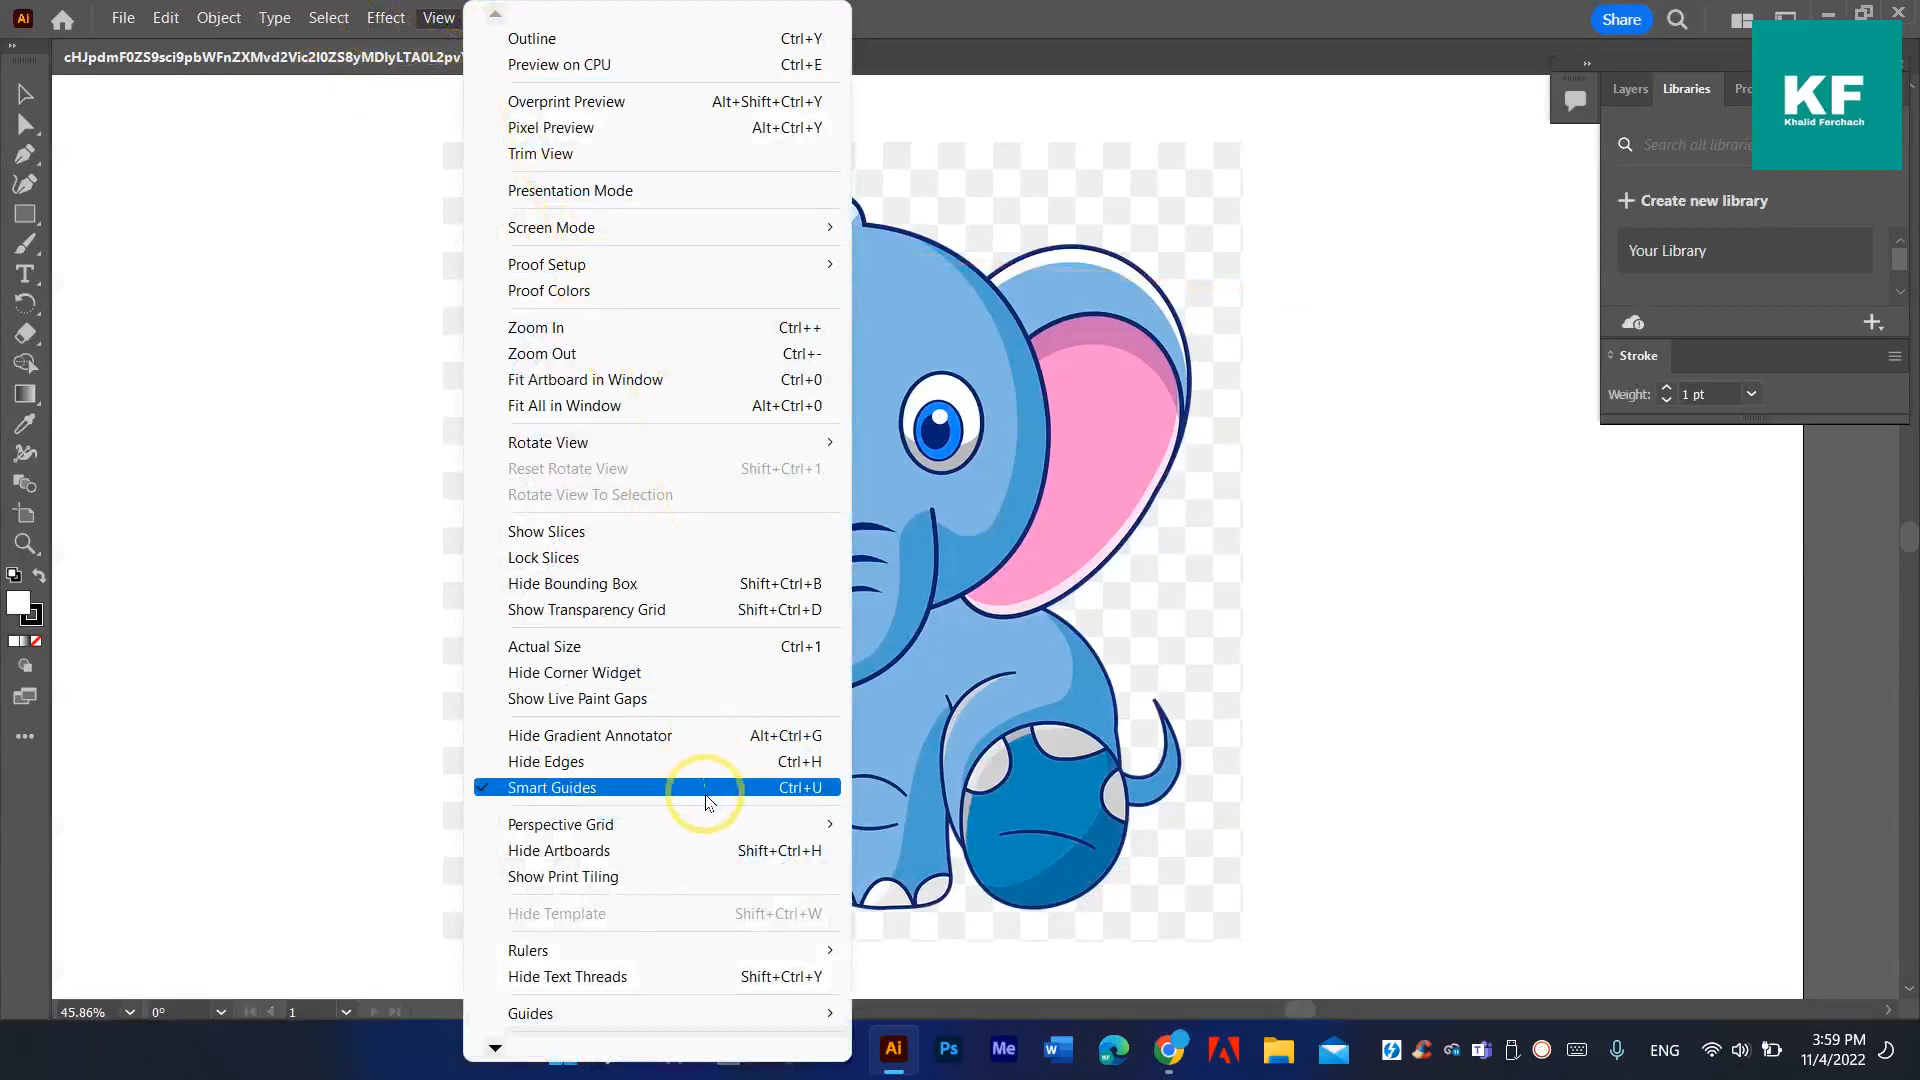 Ai File Edit Object Type Select Effect View Share
cHJpdmF0ZS9sci9pbWFnZXMvd2Vic2l0ZS8yMDIyLTA0L2pv
Outline Ctrl+Y
Preview on CPU Ctrl+E
Overprint Preview Alt+Shift+Ctrl+Y
Pixel Preview Alt+Ctrl+Y
Trim View
Presentation Mode
Screen Mode
Proof Setup
Proof Colors
Zoom In Ctrl++
Zoom Out Ctrl+-
Fit Artboard in Window Ctrl+0
Fit All in Window Alt+Ctrl+0
Rotate View
Reset Rotate View Shift+Ctrl+1
Rotate View To Selection
Show Slices
Lock Slices
Hide Bounding Box Shift+Ctrl+B
Show Transparency Grid Shift+Ctrl+D
Actual Size Ctrl+1
Hide Corner Widget
Show Live Paint Gaps
Hide Gradient Annotator Alt+Ctrl+G
Hide Edges Ctrl+H
Smart Guides Ctrl+U
Perspective Grid
Hide Artboards Shift+Ctrl+H
Show Print Tiling
Hide Template Shift+Ctrl+W
Rulers
Hide Text Threads Shift+Ctrl+Y
Guides
Layers Libraries
KF
Khalid Ferchach
Search all
Create new library
Your Library
Stroke
Weight: 1 pt
45.86% 0° 1
Ai Ps Me W
ENG
3:59 PM
11/4/2022